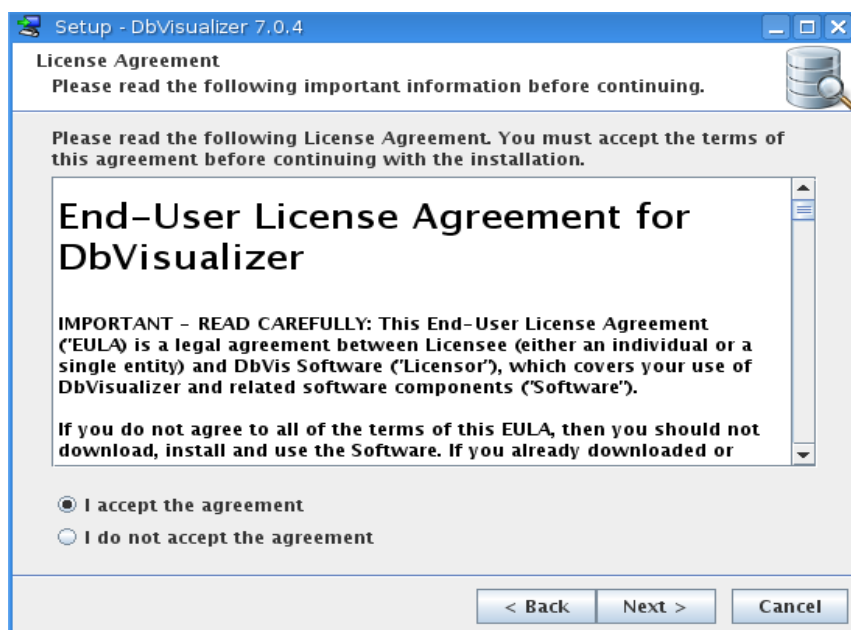 Setup - DbVisualizer 7.0.4
License Agreement
Please read the following important information before continuing.
Please read the following License Agreement. You must accept the terms of
this agreement before continuing with the installation.
End-User License Agreement for
DbVisualizer
IMPORTANT - READ CAREFULLY: This End-User License Agreement
("EULA) is a legal agreement between Licensee (either an individual or a
single entity) and DbVis Software ("Licensor"), which covers your use of
DbVisualizer and related software components ("Software").
If you do not agree to all of the terms of this EULA, then you should not
download, install and use the Software. If you already downloaded or
I accept the agreement
I do not accept the agreement
< Back
Next >
Cancel